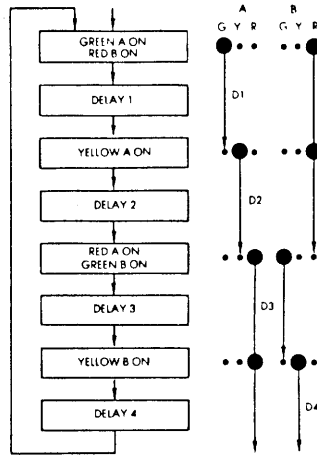 GREEN A ON
RED B ON
DELAY 1
YELLOW A ON
DELAY 2
RED A ON
GREEN B ON
DELAY 3
YELLOW B ON
DELAY 4
A B
G Y R G Y R
D1
D2
D3
D4